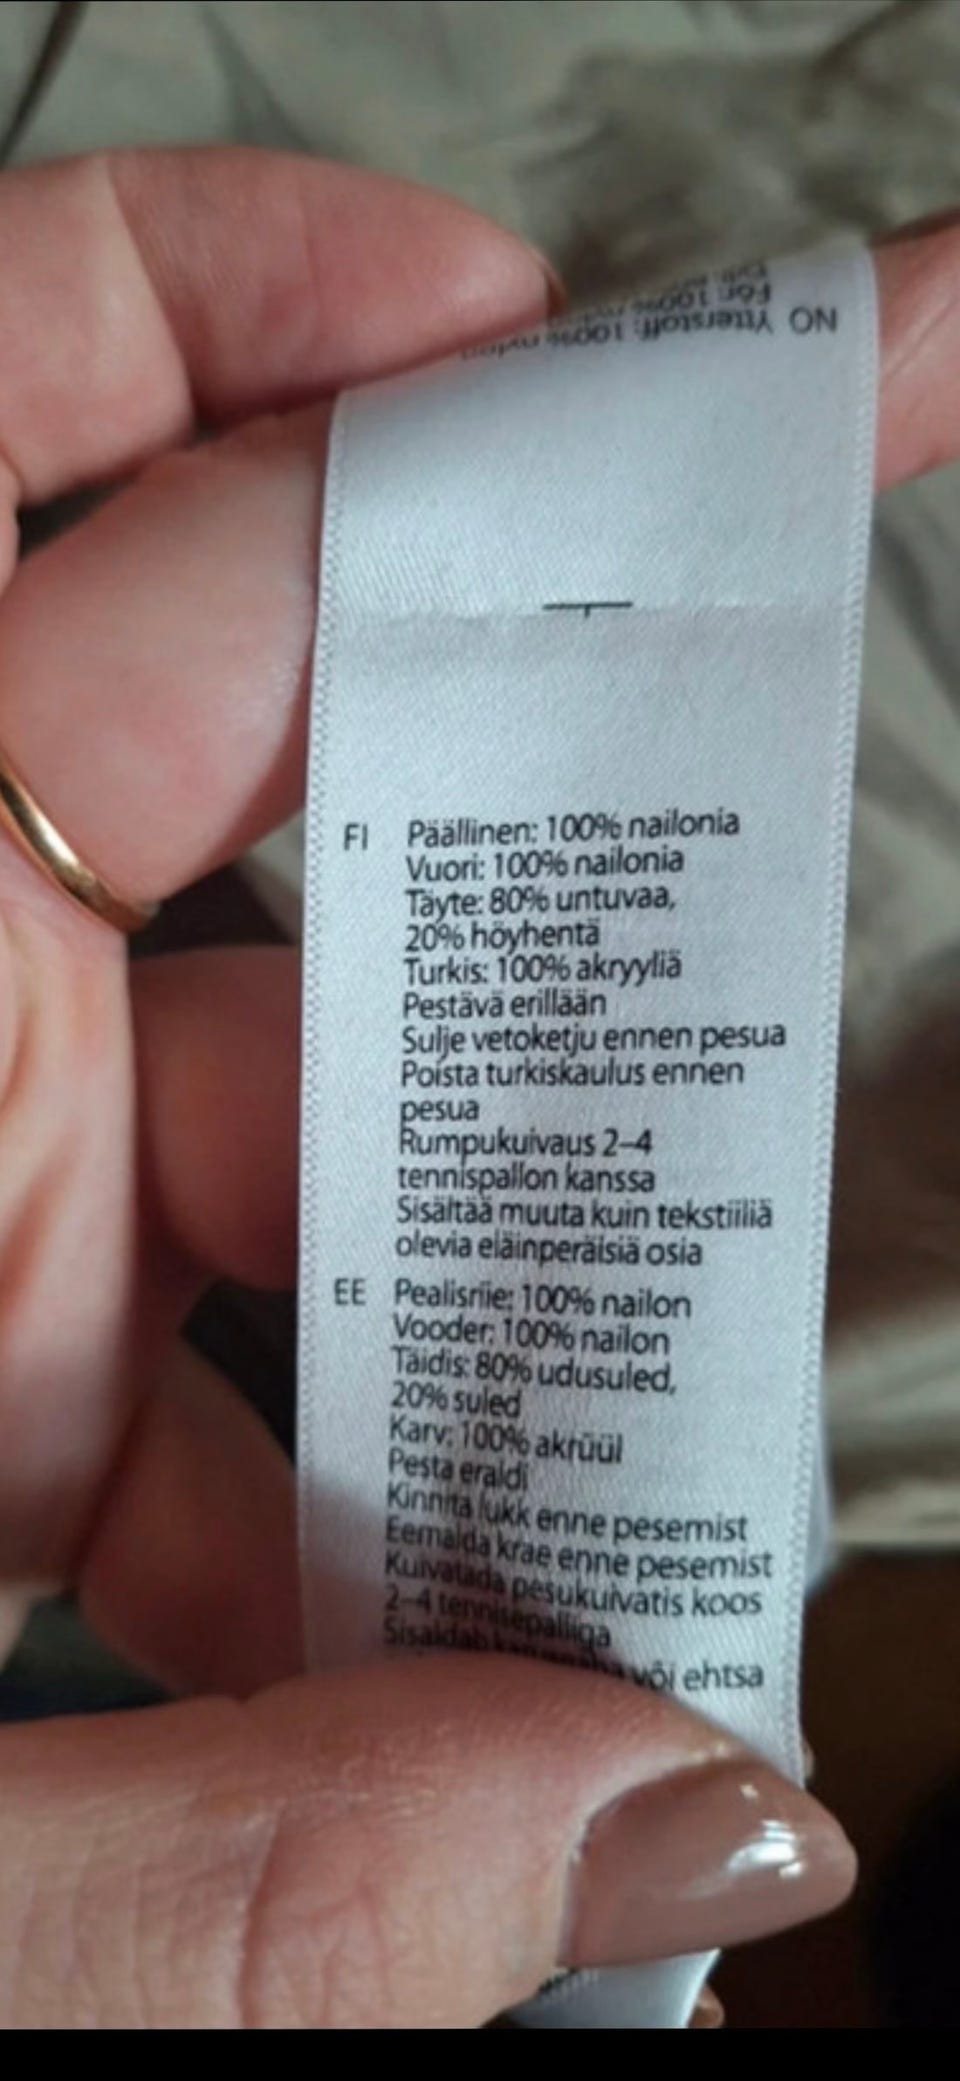 För: 100%
NO Ytterstoff: 100% nylon
FI Päällinen: 100% nailonia
Vuori: 100% nailonia
Täyte: 80% untuvaa,
20% höyhentä
Turkis: 100% akryyliä
Pestävä erillään
Sulje vetoketju ennen pesua
Poista turkiskaulus ennen
pesua
Rumpukuivaus 2–4
tennispallon kanssa
Sisältää muuta kuin tekstiiliä
olevia eläinperäisiä osia
EE Pealisriie: 100% nailon
Vooder: 100% nailon
Täidis: 80% udusuled,
20% suled
Karv: 100% akrüül
Pesta eraldi
Kinnita lukk enne pesemist
Eemalda krae enne pesemist
Kuivatada pesukuivatis koos
2–4 tennisepalliga
Sisaldab või ehtsa